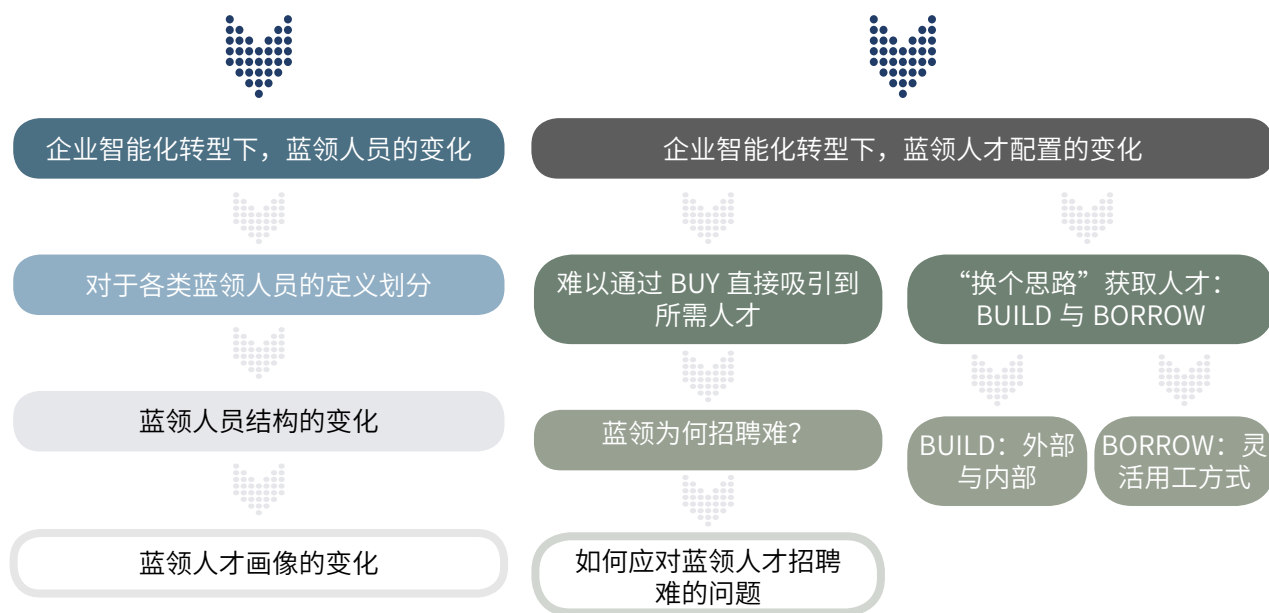 企业智能化转型下，蓝领人员的变化
企业智能化转型下，蓝领人才配置的变化
对于各类蓝领人员的定义划分
难以通过 BUY 直接吸引到
所需人才
“换个思路”获取人才：
BUILD 与 BORROW
蓝领人员结构的变化
蓝领为何招聘难？
BUILD：外部
与内部
BORROW：灵
活用工方式
蓝领人才画像的变化
如何应对蓝领人才招聘
难的问题